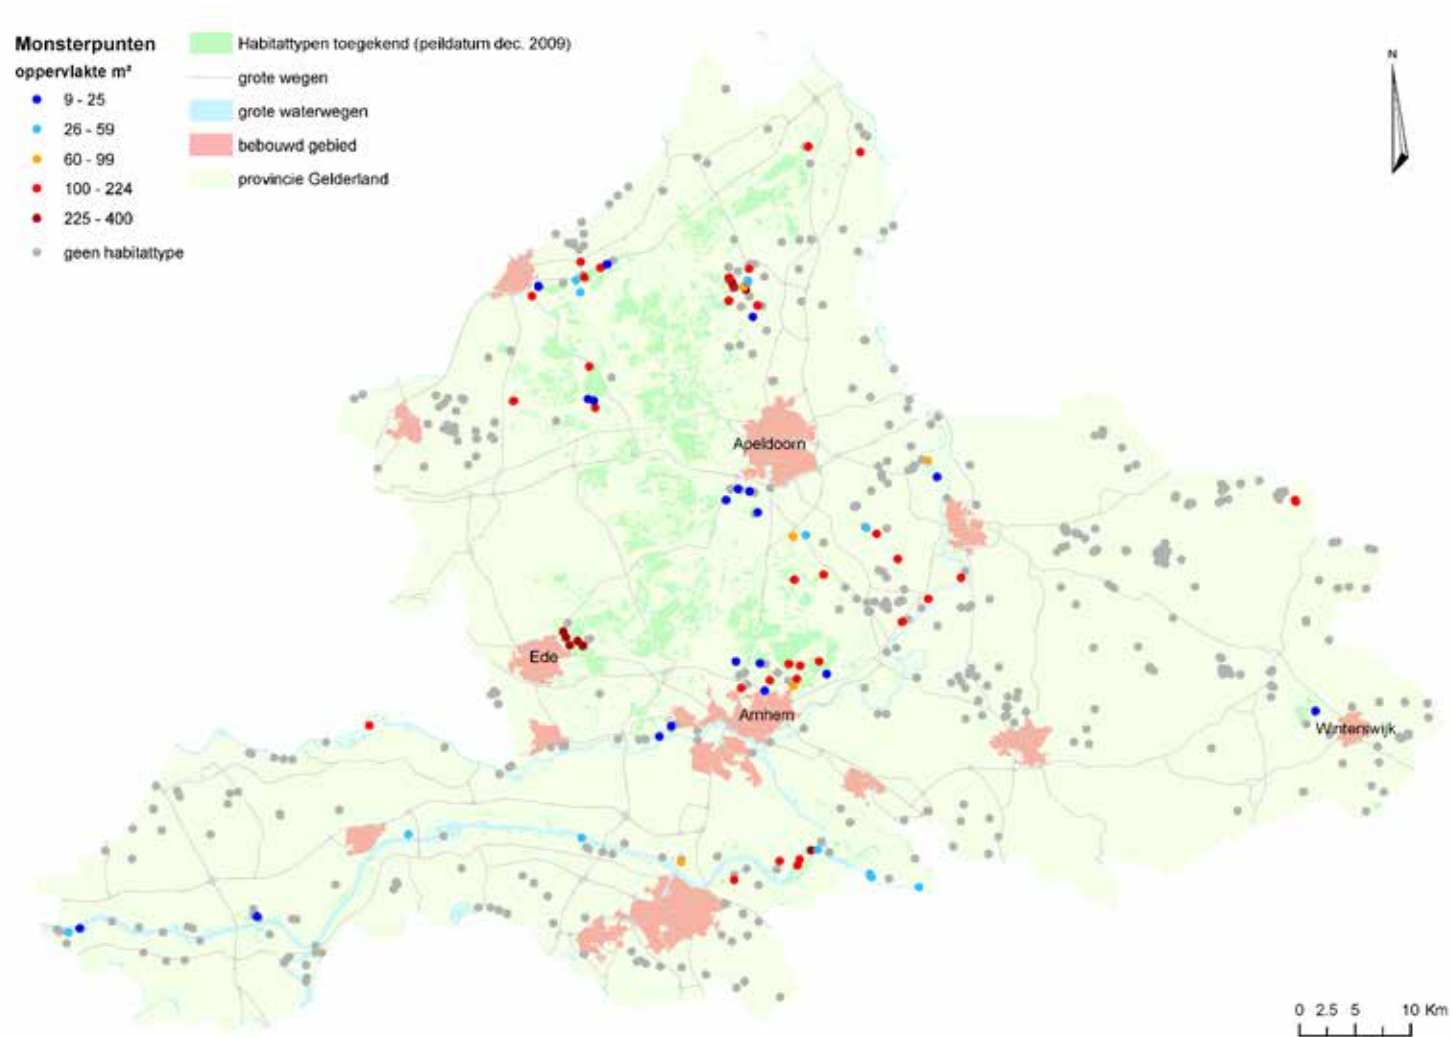 Monsterpunten
oppervlakte m²
9 - 25
26 - 59
60 - 99
100 - 224
225 - 400
geen habitattype
Habitattypen toegekend (peildatum dec. 2009)
grote wegen
grote waterwegen
bebouwd gebied
provincie Gelderland
N
Apeldoorn
Ede
Arnhem
Winterswijk
0 2.5 5 10 Km